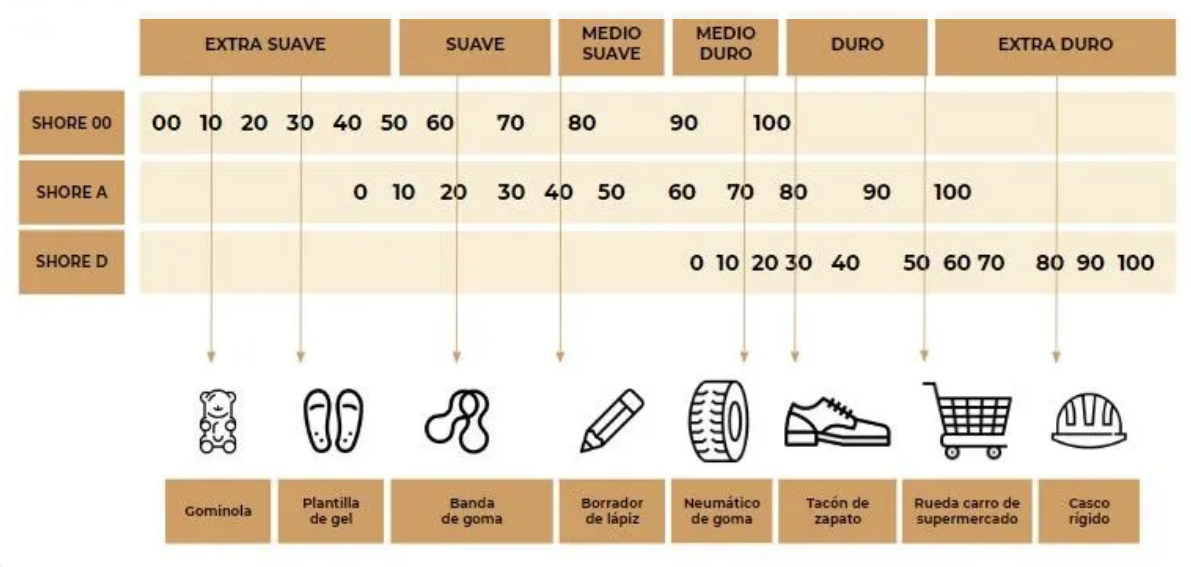 EXTRA SUAVE
SUAVE
MEDIO
SUAVE
MEDIO
DURO
DURO
EXTRA DURO
SHORE 00
00 10 20 30 40 50 60 70 80 90 100
SHORE A
0 10 20 30 40 50 60 70 80 90 100
SHORE D
0 10 20 30 40 50 60 70 80 90 100
Gominola
Plantilla
de gel
Banda
de goma
Borrador
de lápiz
Neumático
de goma
Tacón de
zapato
Rueda carro de
supermercado
Casco
rígido